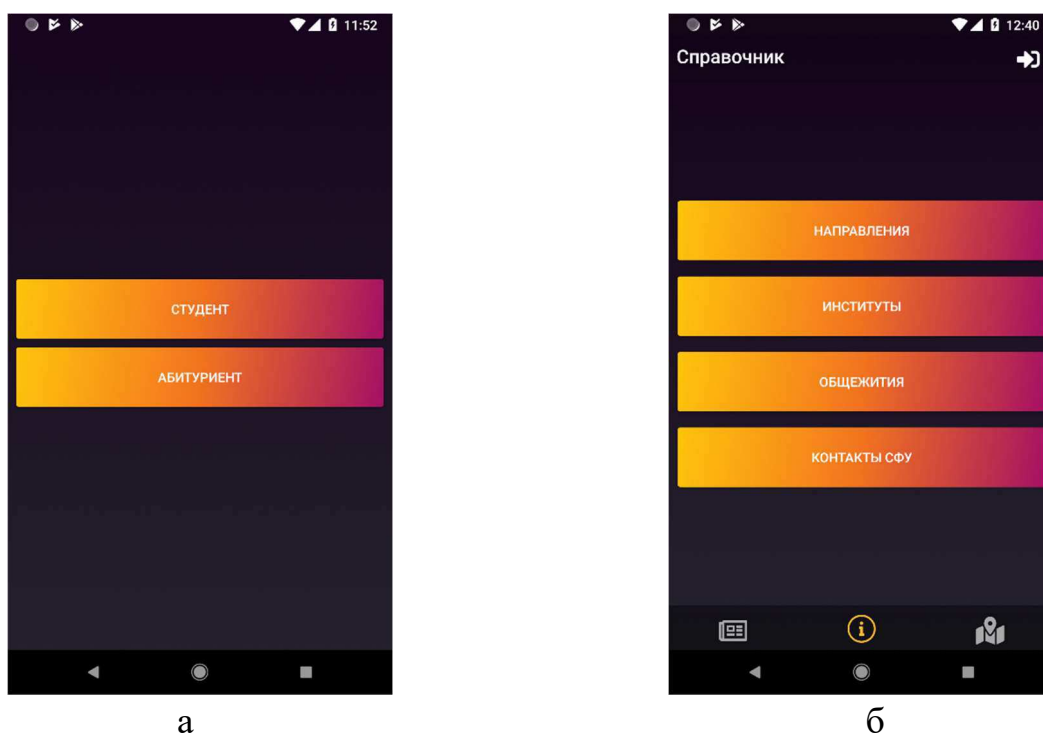 11:52
СТУДЕНТ
АБИТУРИЕНТ
а
12:40
Справочник
НАПРАВЛЕНИЯ
ИНСТИТУТЫ
ОБЩЕЖИТИЯ
КОНТАКТЫ СФУ
б